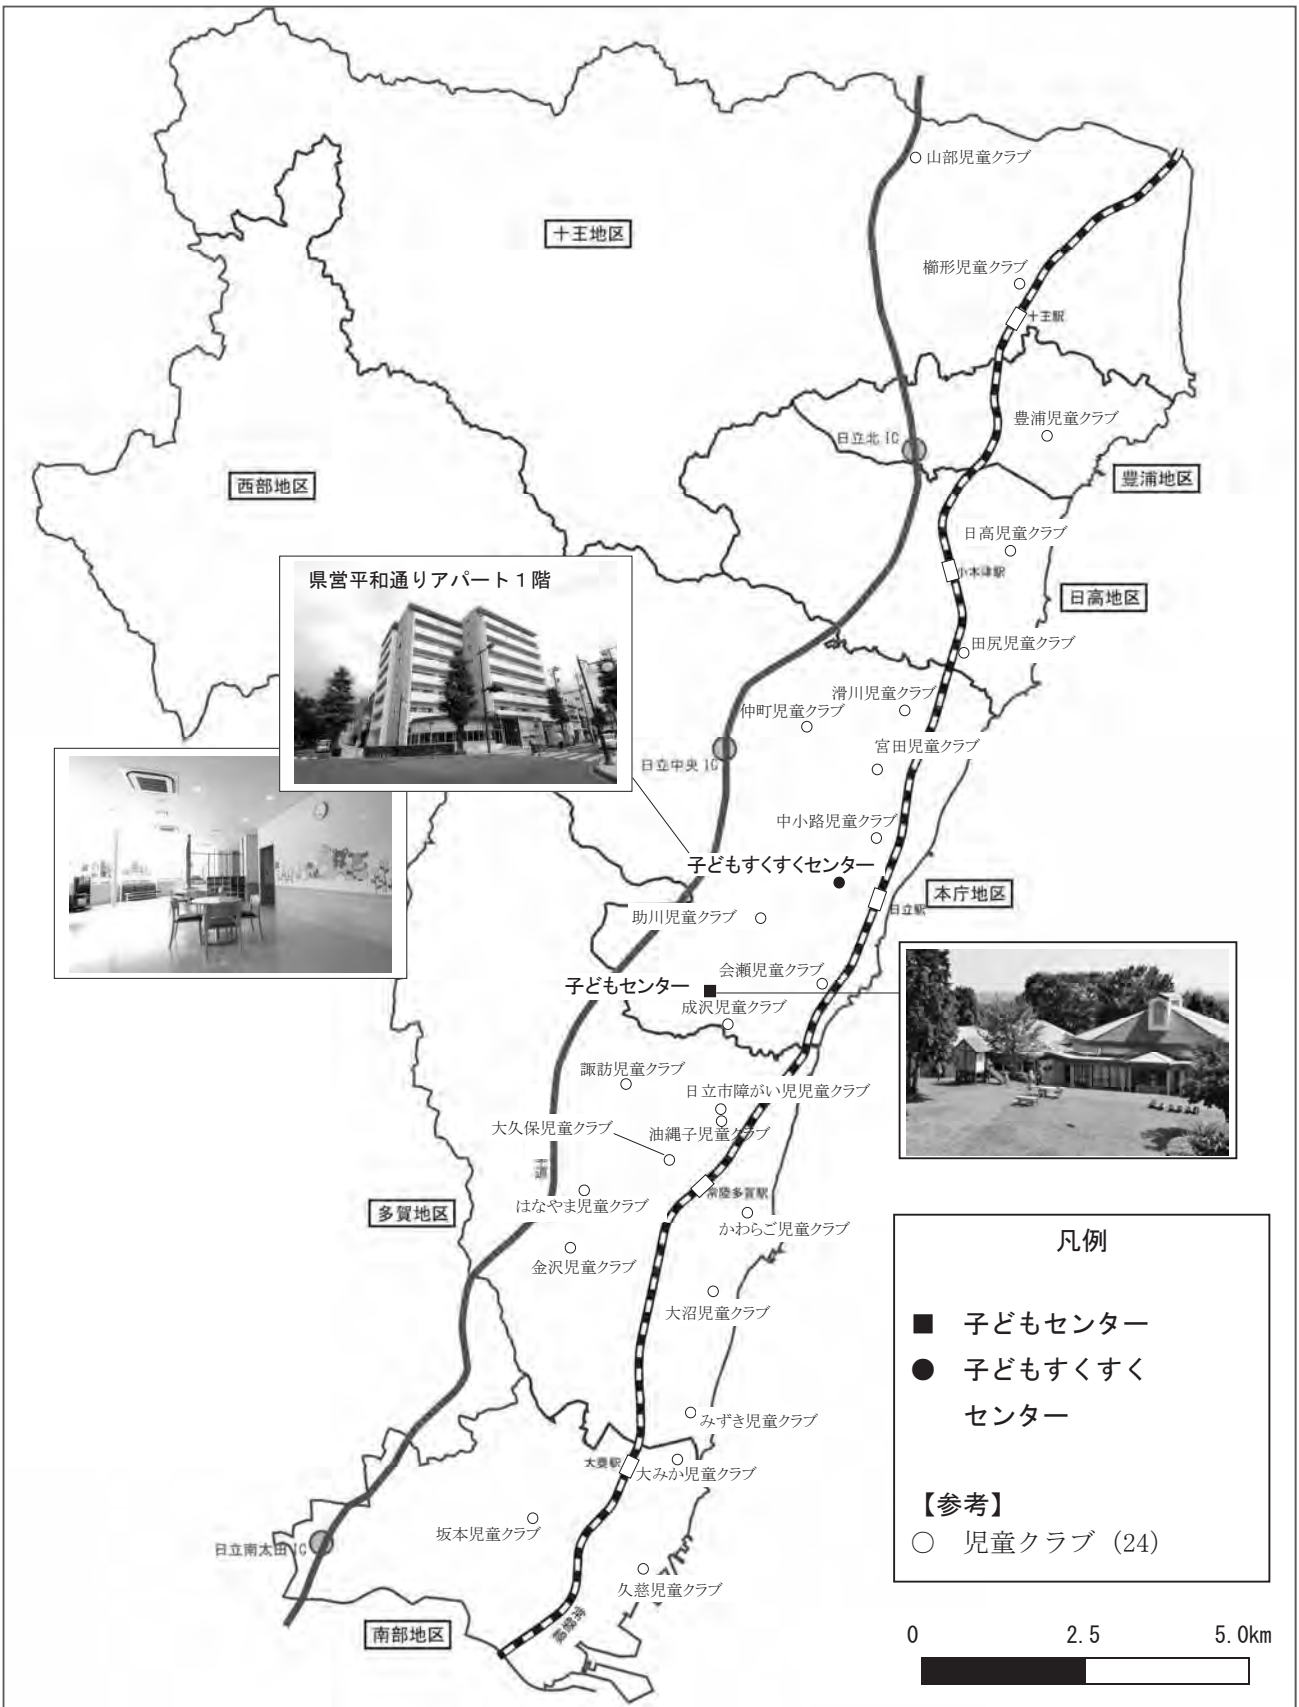 山部児童クラブ
十王地区
櫛形児童クラブ
十王駅
豊浦児童クラブ
日立北IC
西部地区
豊浦地区
日高児童クラブ
小木津駅
県営平和通りアパート1階
日高地区
田尻児童クラブ
滑川児童クラブ
仲町児童クラブ
宮田児童クラブ
日立中央IC
中小路児童クラブ
子どもすくすくセンター
本庁地区
日立駅
助川児童クラブ
会瀬児童クラブ
子どもセンター
成沢児童クラブ
諏訪児童クラブ
日立市障がい児児童クラブ
大久保児童クラブ
油縄子児童クラブ
常陸多賀駅
はなやま児童クラブ
多賀地区
かわらご児童クラブ
金沢児童クラブ
大沼児童クラブ
みずき児童クラブ
大甕駅
大みか児童クラブ
坂本児童クラブ
日立南太田IC
久慈児童クラブ
常磐線
南部地区
凡例
■ 子どもセンター
● 子どもすくすく
センター
【参考】
○ 児童クラブ (24)
0 2.5 5.0km